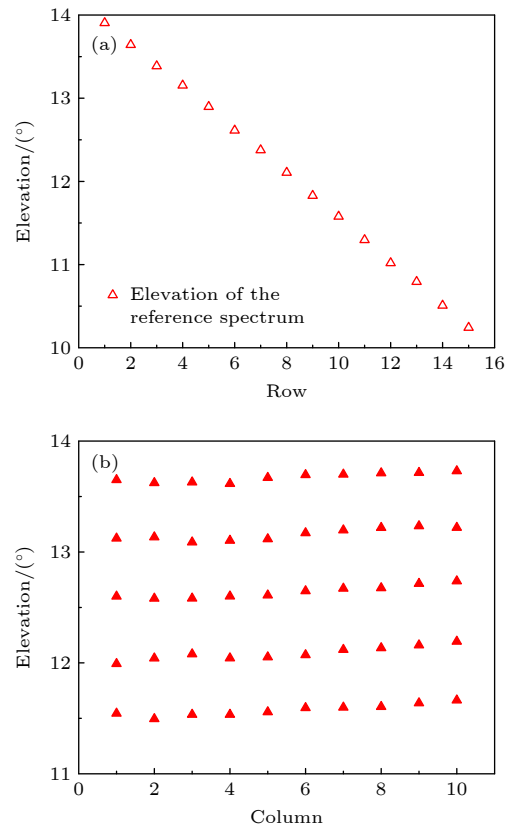 14
(a)
13
12
11
10
Elevation/(°)
Elevation of the
reference spectrum
0 2 4 6 8 10 12 14 16
Row
14
(b)
13
12
11
Elevation/(°)
0 2 4 6 8 10
Column